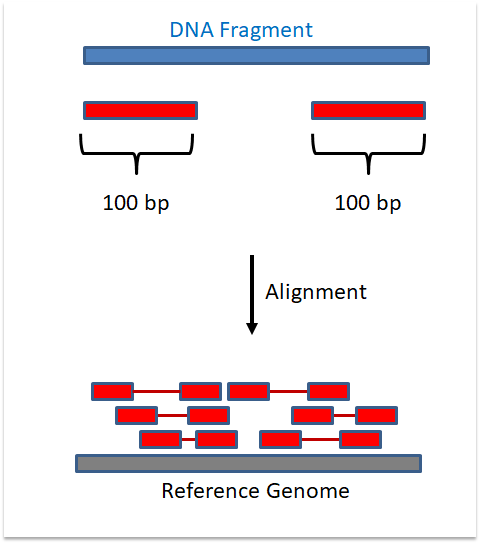 DNA Fragment
100 bp
100 bp
Alignment
Reference Genome